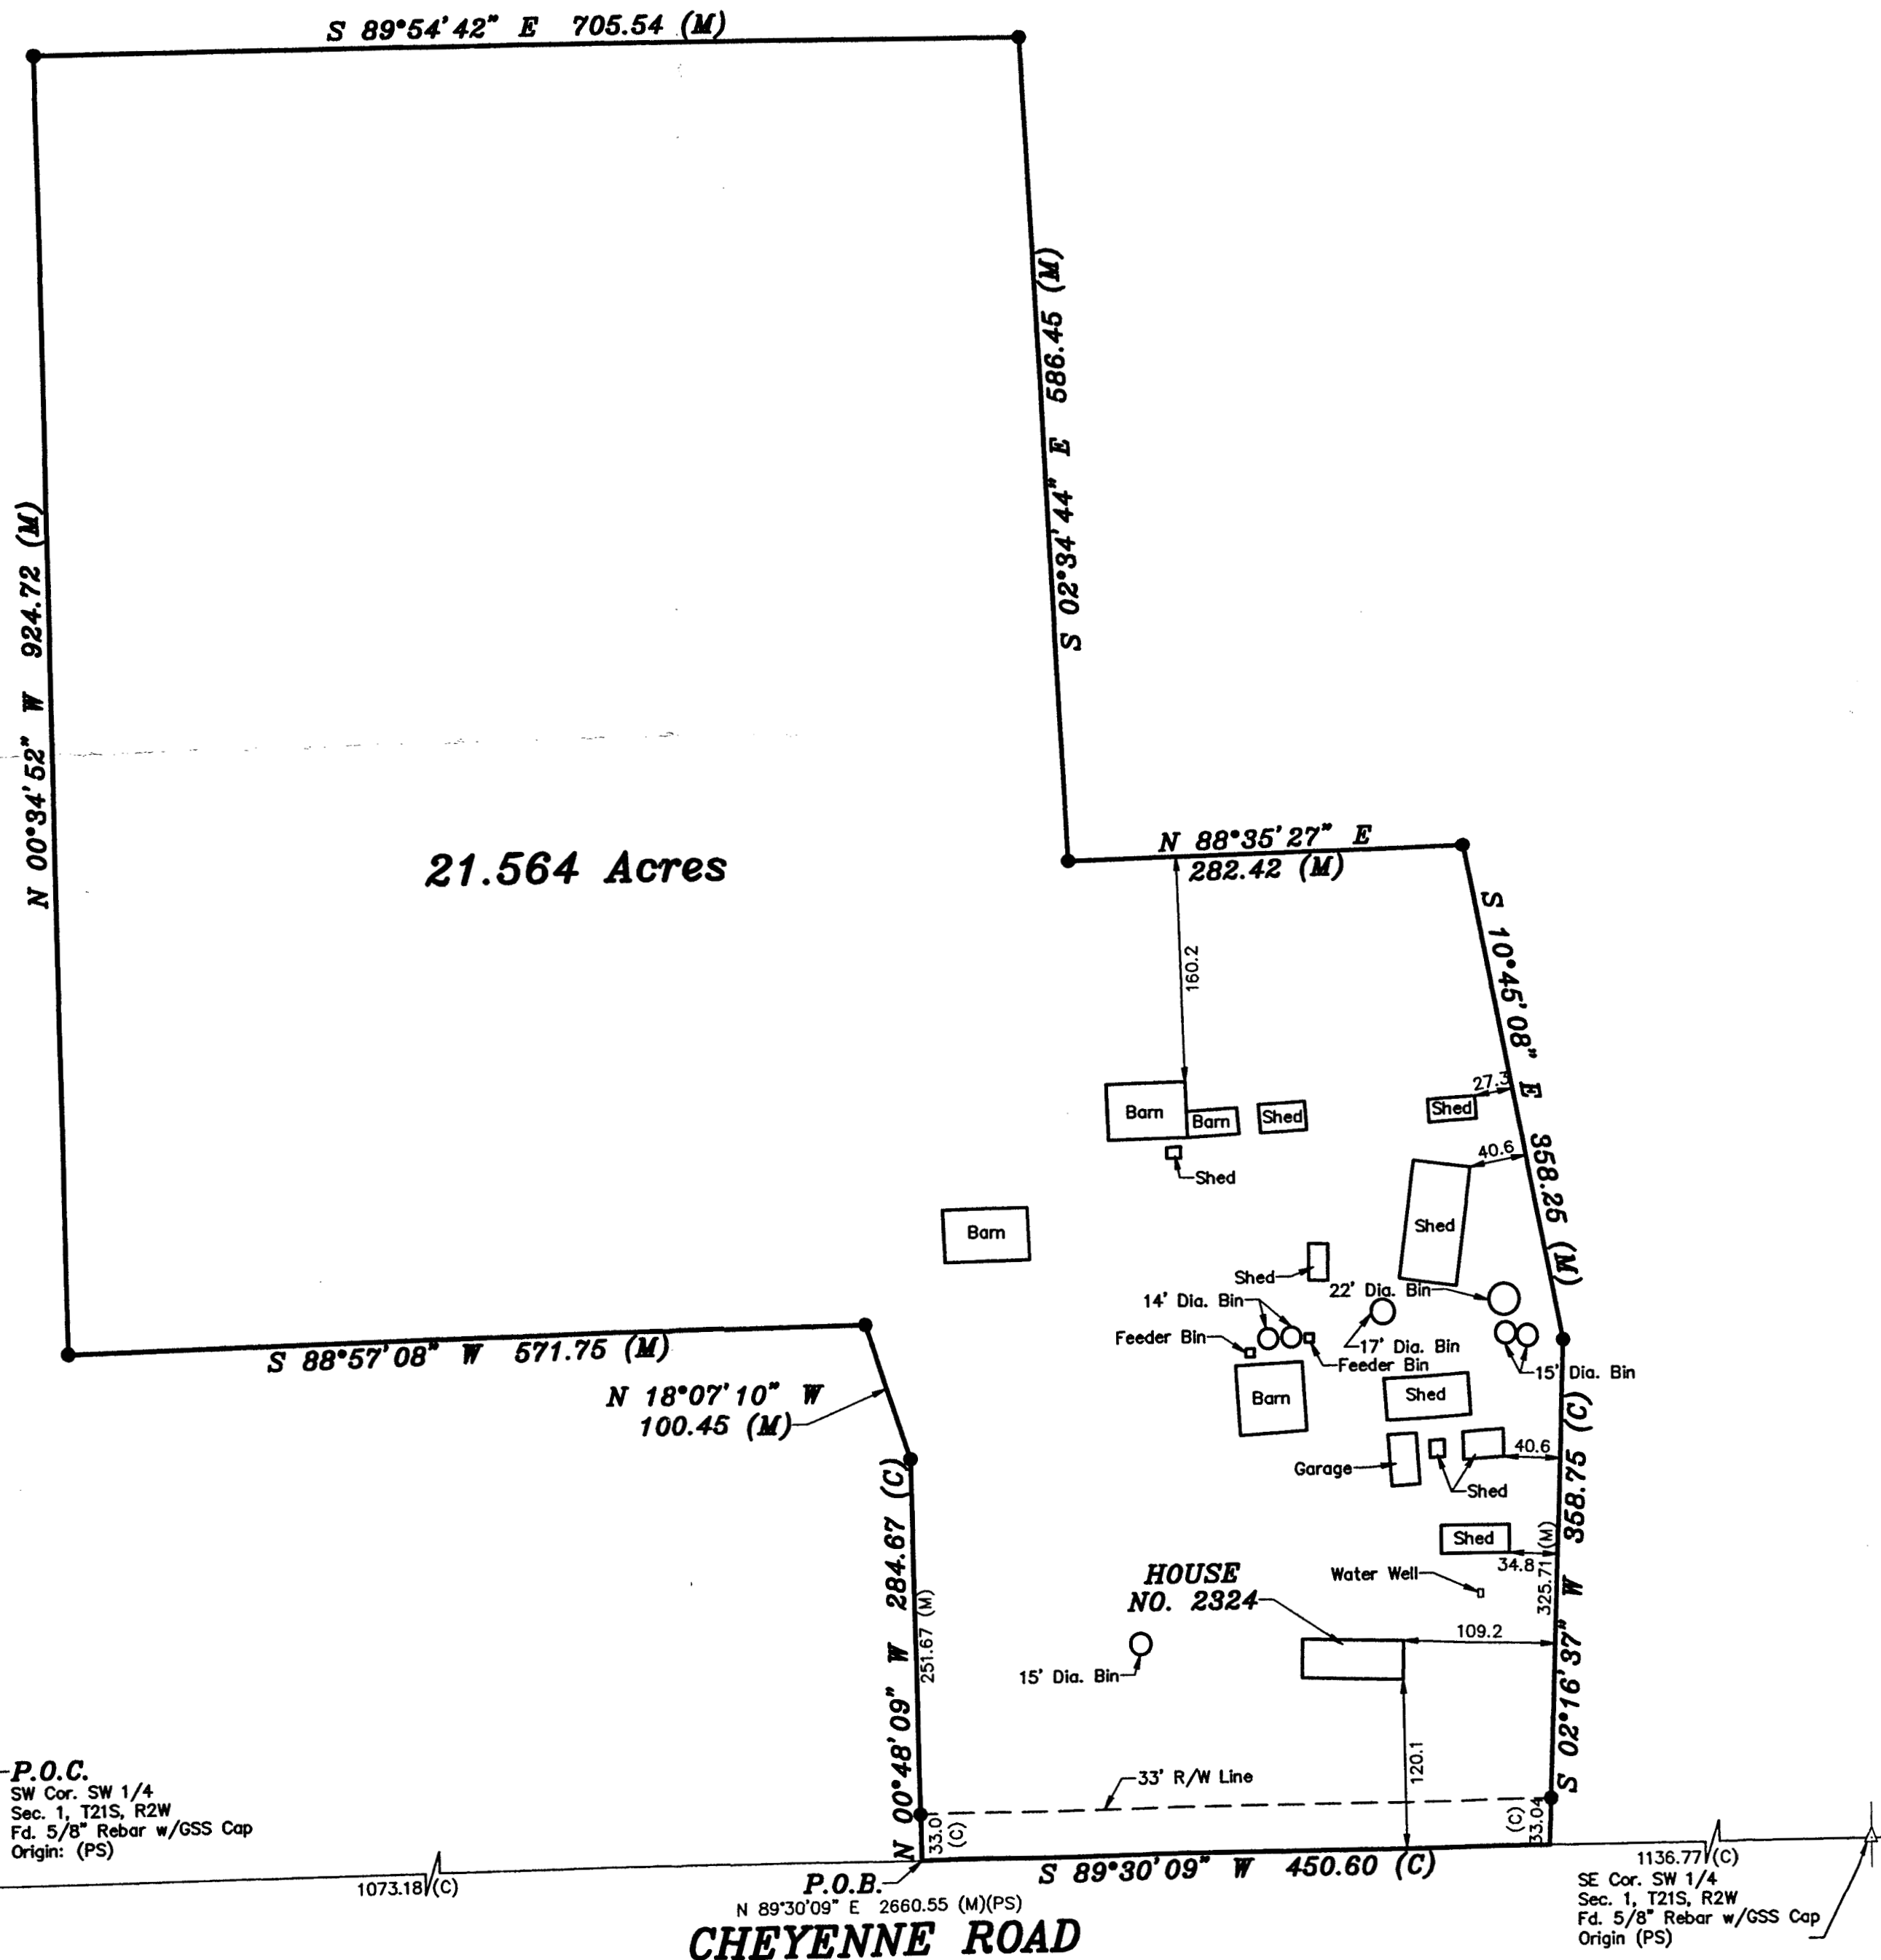 S 89°54'42" E 705.54 (M)
N 00°34'52" W 924.72 (M)
S 02°34'44" E 586.45 (M)
21.564 Acres
N 88°35'27" E
282.42 (M)
S 10°45'08" E 358.25 (M)
160.2
27.3
Barn
Barn
Shed
Shed
Shed
40.6
Shed
Barn
Shed
22' Dia. Bin
14' Dia. Bin
Feeder Bin
17' Dia. Bin
Feeder Bin
15' Dia. Bin
S 88°57'08" W 571.75 (M)
N 18°07'10" W
100.45 (M)
Barn
Shed
Garage
40.6
Shed
S 02°16'37" W 358.75 (C)
325.71 (M)
Shed
34.8
Water Well
HOUSE
NO. 2324
109.2
15' Dia. Bin
N 00°48'09" W 284.67 (C)
251.67 (M)
120.1
33' R/W Line
33.0
(C)
(C)
33.04
P.O.C.
SW Cor. SW 1/4
Sec. 1, T21S, R2W
Fd. 5/8" Rebar w/GSS Cap
Origin: (PS)
1073.18 (C)
P.O.B.
S 89°30'09" W 450.60 (C)
1136.77 (C)
N 89°30'09" E 2660.55 (M)(PS)
SE Cor. SW 1/4
Sec. 1, T21S, R2W
Fd. 5/8" Rebar w/GSS Cap
Origin (PS)
CHEYENNE ROAD